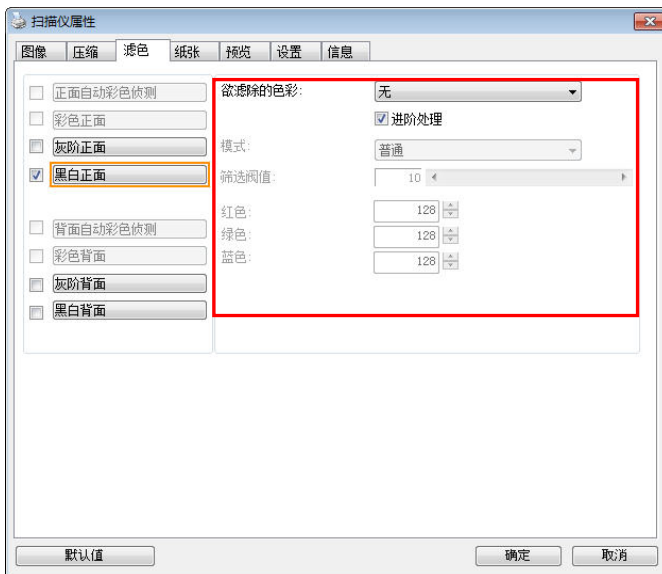 扫描仪属性
图像 压缩 滤色 纸张 预览 设置 信息
正面自动彩色侦测
彩色正面
灰阶正面
黑白正面
背面自动彩色侦测
彩色背面
灰阶背面
黑白背面
欲滤除的色彩: 无
进阶处理
模式: 普通
筛选阀值: 10
红色: 128
绿色: 128
蓝色: 128
默认值 确定 取消